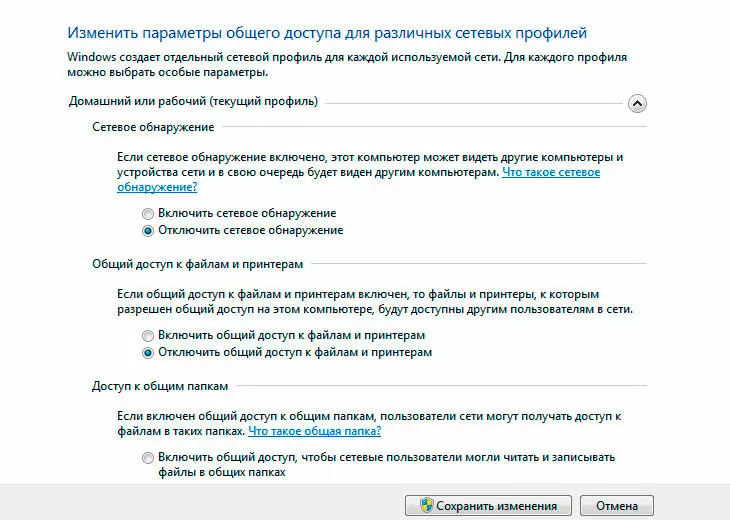 Изменить параметры общего доступа для различных сетевых профилей
Windows создает отдельный сетевой профиль для каждой используемой сети. Для каждого профиля
можно выбрать особые параметры.
Домашний или рабочий (текущий профиль)
Сетевое обнаружение
Если сетевое обнаружение включено, этот компьютер может видеть другие компьютеры и
устройства сети и в свою очередь будет виден другим компьютерам. Что такое сетевое
обнаружение?
Включить сетевое обнаружение
Отключить сетевое обнаружение
Общий доступ к файлам и принтерам
Если общий доступ к файлам и принтерам включен, то файлы и принтеры, к которым
разрешен общий доступ на этом компьютере, будут доступны другим пользователям в сети.
Включить общий доступ к файлам и принтерам
Отключить общий доступ к файлам и принтерам
Доступ к общим папкам
Если включен общий доступ к общим папкам, пользователи сети могут получать доступ к
файлам в таких папках. Что такое общая папка?
Включить общий доступ, чтобы сетевые пользователи могли читать и записывать
файлы в общих папках
Сохранить изменения
Отмена